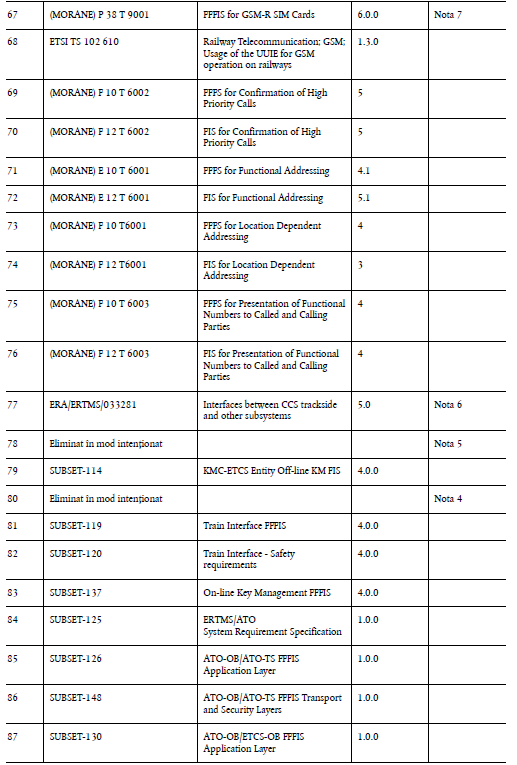 67 (MORANE) P 38 T 9001 FFFIS for GSM-R SIM Cards 6.0.0 Nota 7
68 ETSI TS 102 610 Railway Telecommunication; GSM; 1.3.0
Usage of the UUIE for GSM
operation on railways
69 (MORANE) F 10 T 6002 FFFS for Confirmation of High 5
Priority Calls
70 (MORANE) F 12 T 6002 FIS for Confirmation of High 5
Priority Calls
71 (MORANE) E 10 T 6001 FFFS for Functional Addressing 4.1
72 (MORANE) E 12 T 6001 FIS for Functional Addressing 5.1
73 (MORANE) F 10 T6001 FFFS for Location Dependent 4
Addressing
74 (MORANE) F 12 T6001 FIS for Location Dependent 3
Addressing
75 (MORANE) F 10 T 6003 FFFS for Presentation of Functional 4
Numbers to Called and Calling
Parties
76 (MORANE) F 12 T 6003 FIS for Presentation of Functional 4
Numbers to Called and Calling
Parties
77 ERA/ERTMS/033281 Interfaces between CCS trackside 5.0 Nota 6
and other subsystems
78 Eliminat in mod intenționat Nota 5
79 SUBSET-114 KMC-ETCS Entity Off-line KM FIS 4.0.0
80 Eliminat in mod intenționat Nota 4
81 SUBSET-119 Train Interface FFFIS 4.0.0
82 SUBSET-120 Train Interface - Safety 4.0.0
requirements
83 SUBSET-137 On-line Key Management FFFIS 4.0.0
84 SUBSET-125 ERTMS/ATO 1.0.0
System Requirement Specification
85 SUBSET-126 ATO-OB/ATO-TS FFFIS 1.0.0
Application Layer
86 SUBSET-148 ATO-OB/ATO-TS FFFIS Transport 1.0.0
and Security Layers
87 SUBSET-130 ATO-OB/ETCS-OB FFFIS 1.0.0
Application Layer